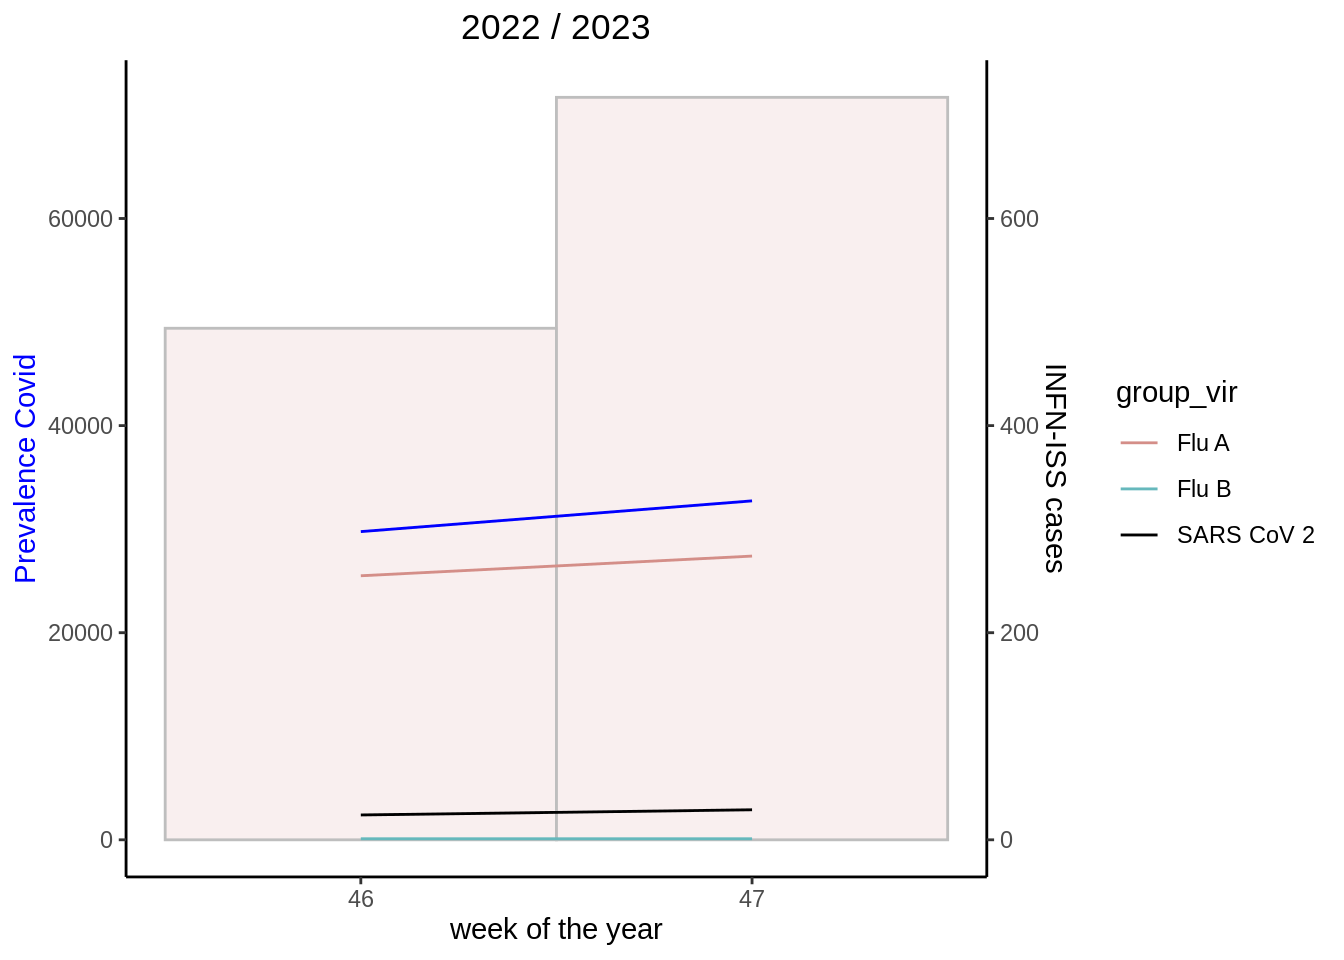 2022 / 2023
Prevalence Covid
60000
40000
20000
0
46
47
week of the year
600
400
200
0
INFN-ISS cases
group_vir
Flu A
Flu B
SARS CoV 2